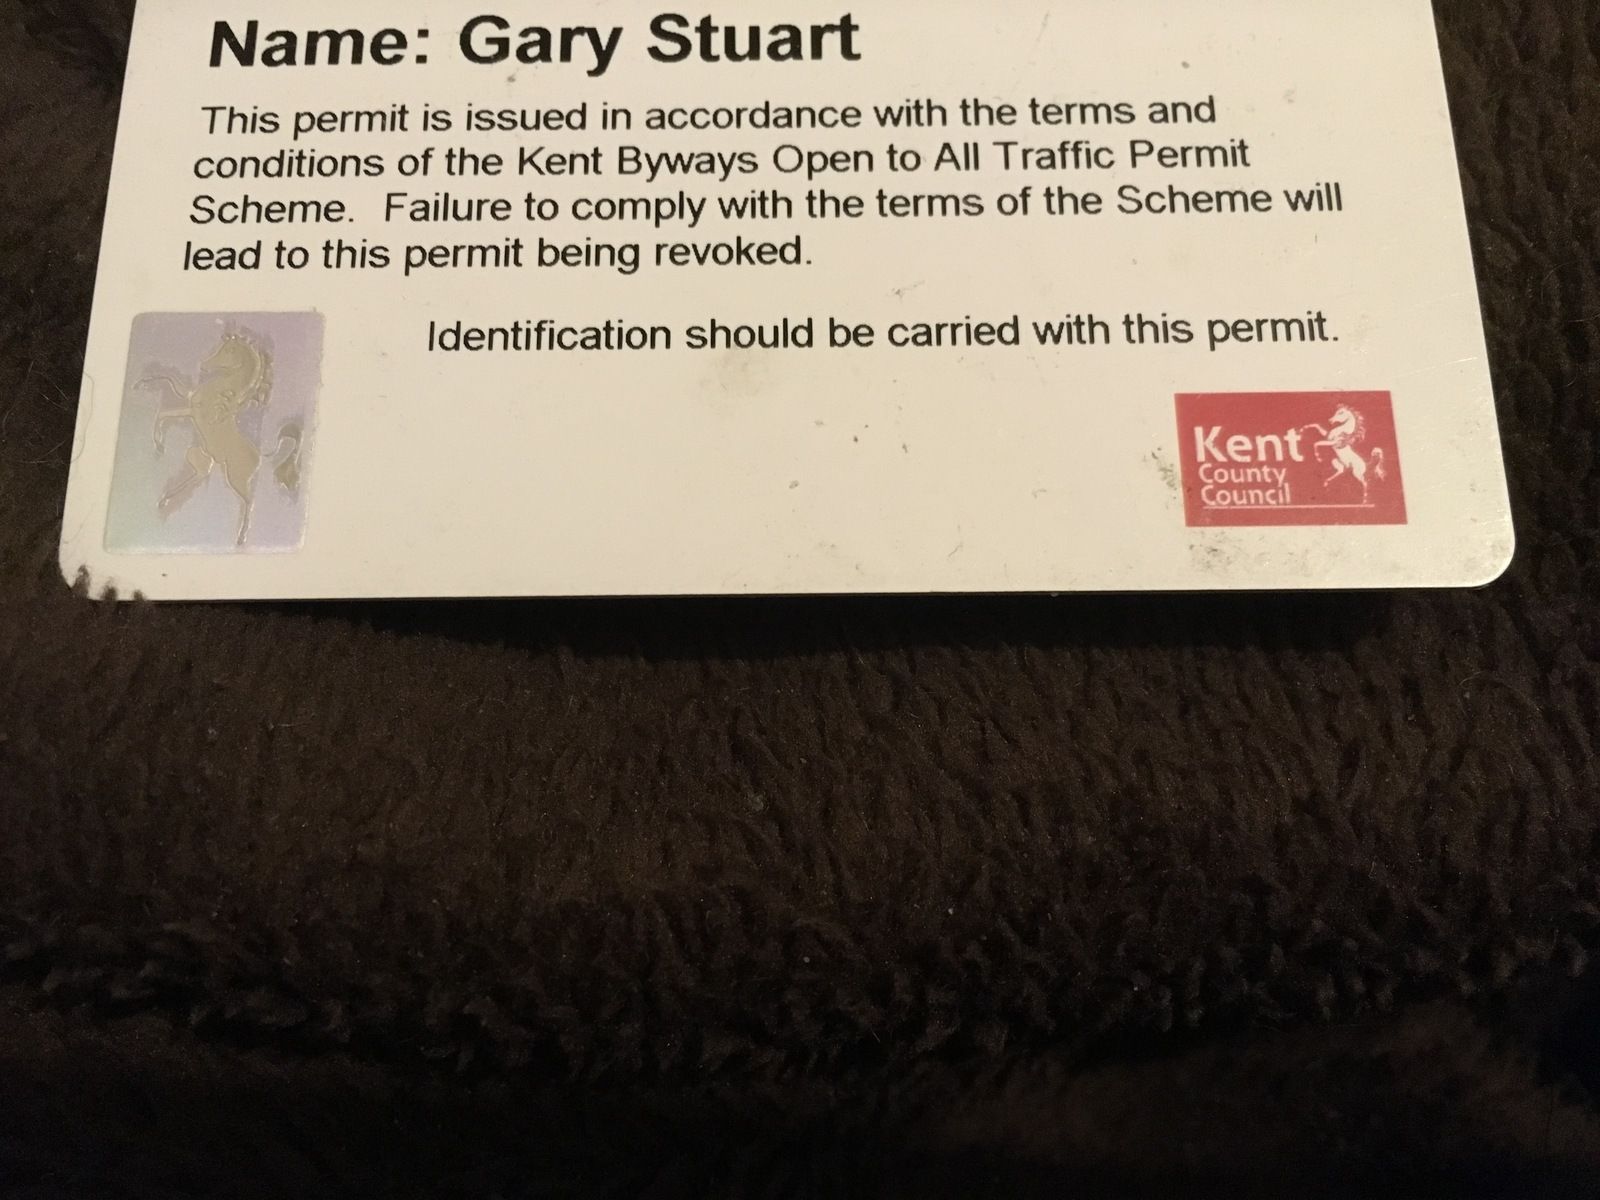 Name: Gary Stuart
This permit is issued in accordance with the terms and
conditions of the Kent Byways Open to All Traffic Permit
Scheme. Failure to comply with the terms of the Scheme will
lead to this permit being revoked.
Identification should be carried with this permit.
Kent
County
Council